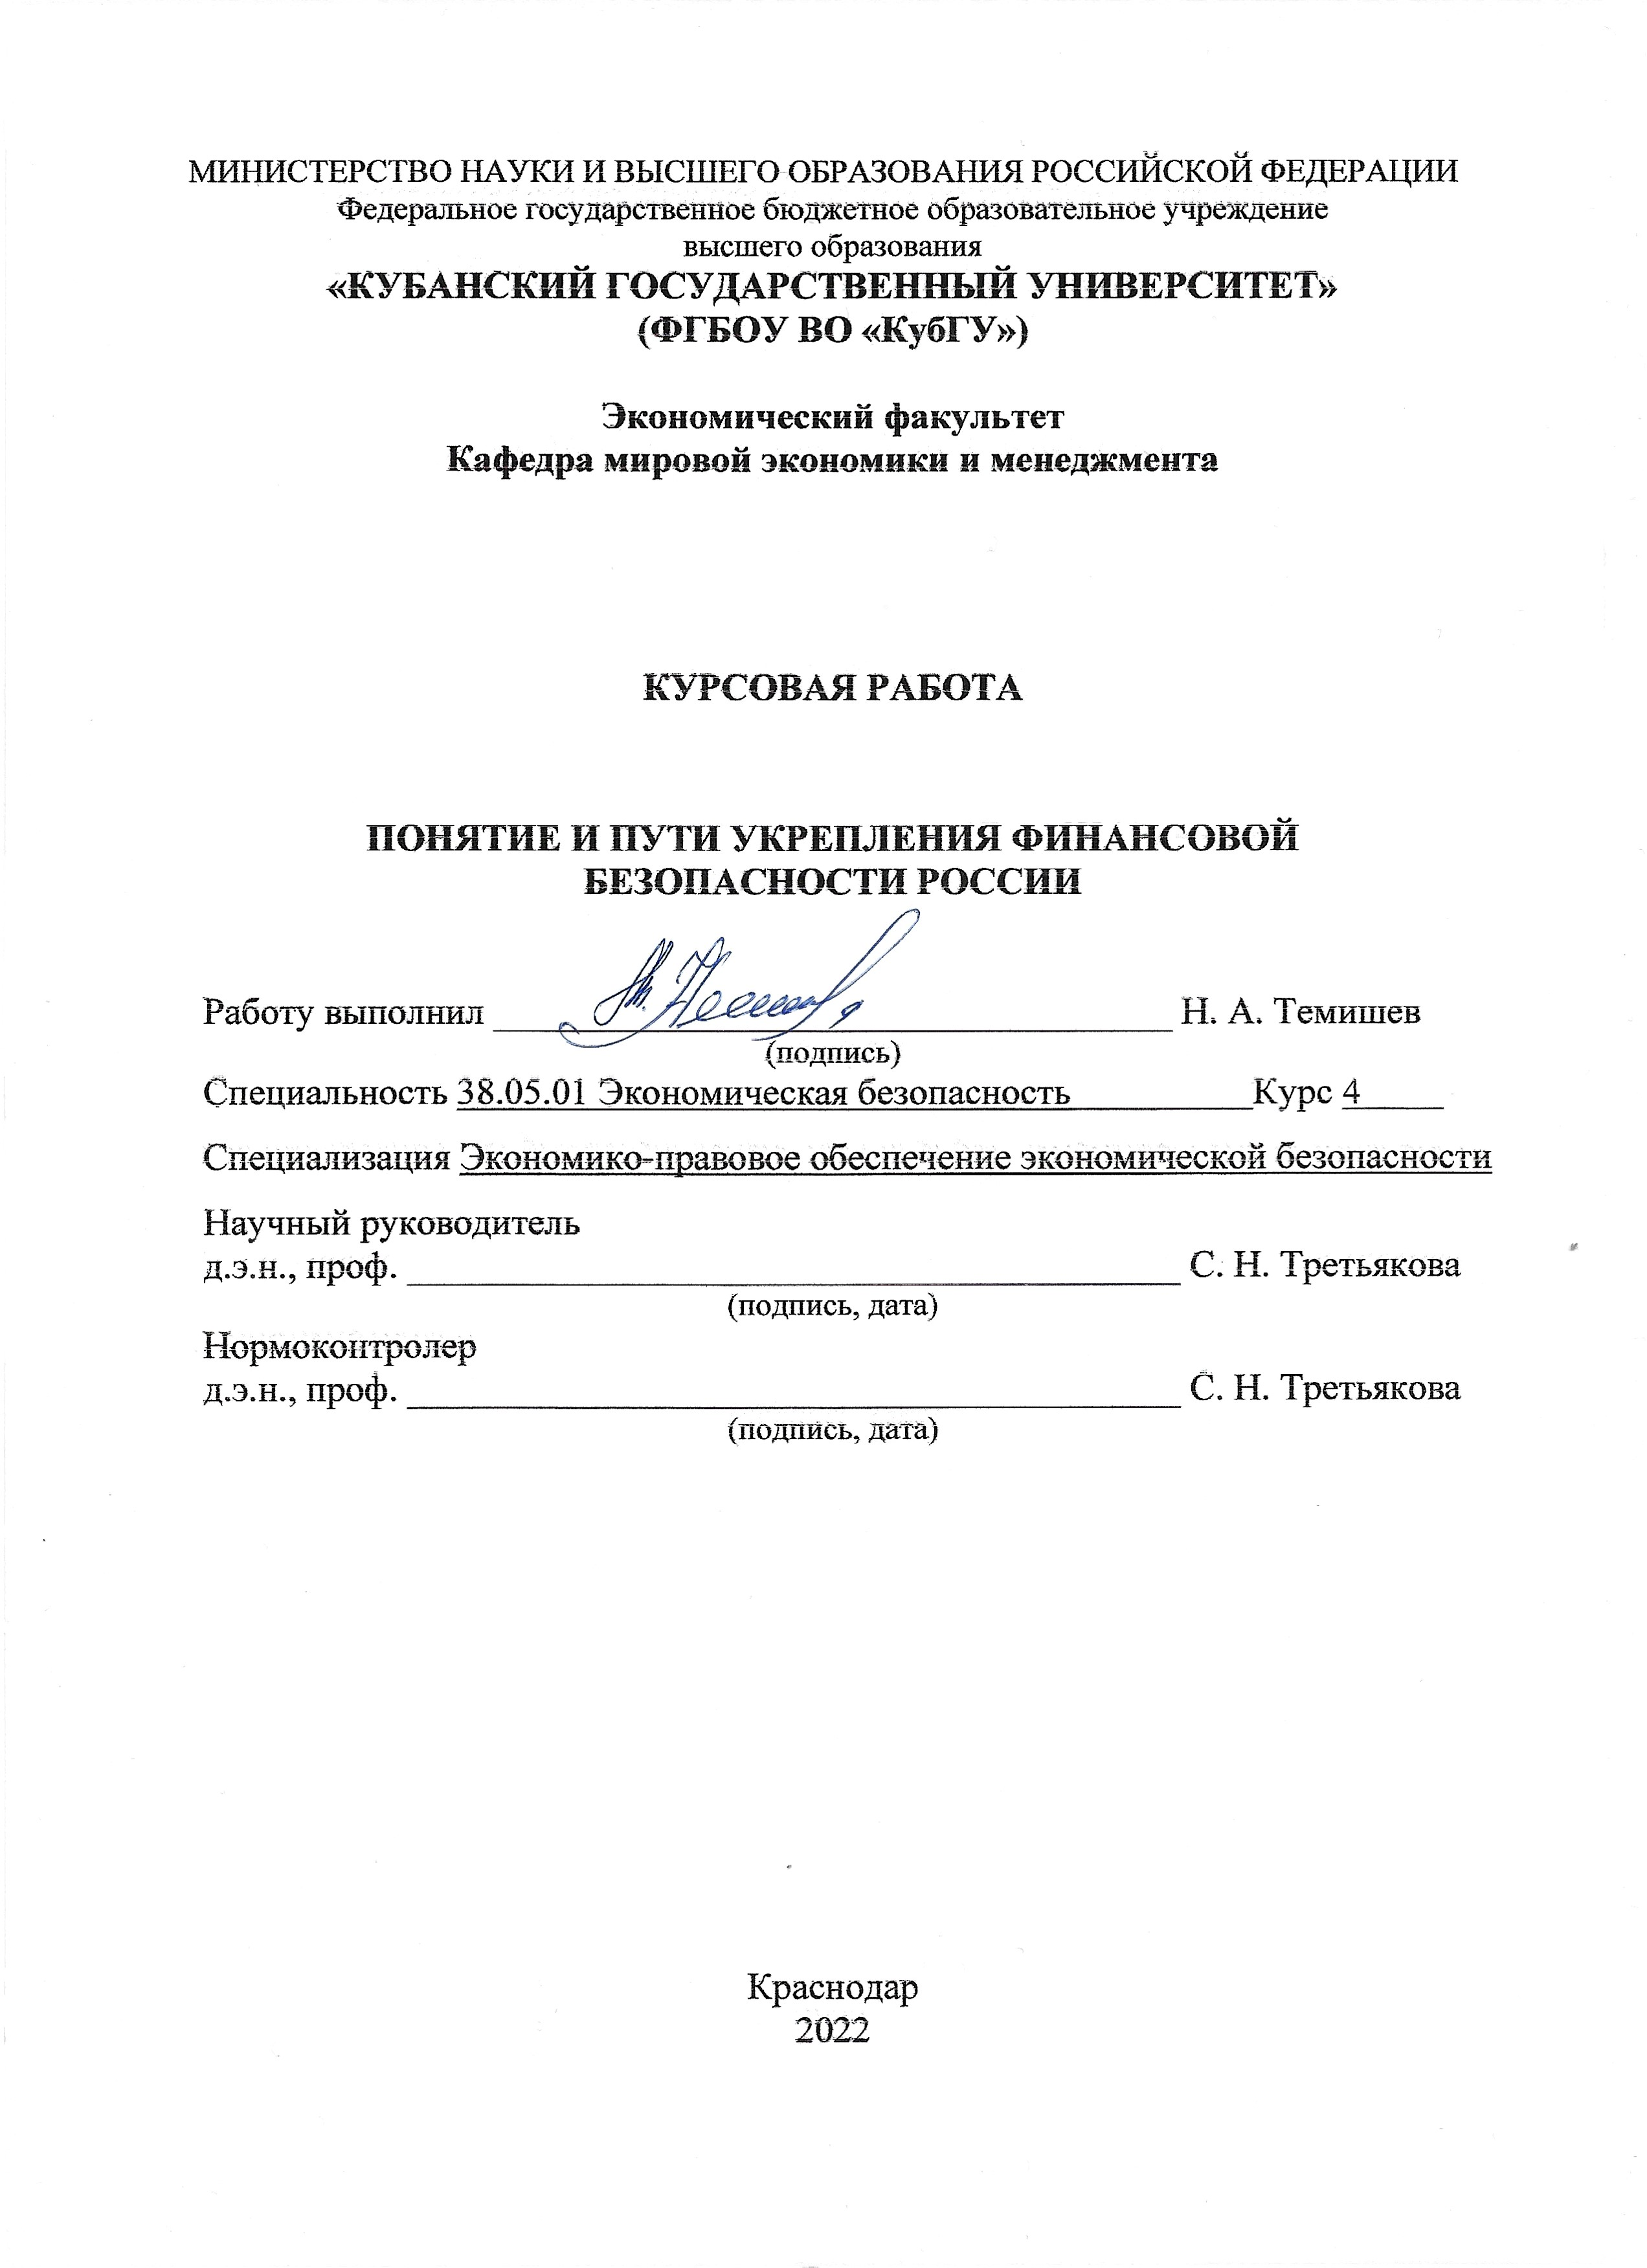 МИНИСТЕРСТВО НАУКИ И ВЫСШЕГО ОБРАЗОВАНИЯ РОССИЙСКОЙ ФЕДЕРАЦИИ
Федеральное государственное бюджетное образовательное учреждение
высшего образования
«КУБАНСКИЙ ГОСУДАРСТВЕННЫЙ УНИВЕРСИТЕТ»
(ФГБОУ ВО «КубГУ»)
Экономический факультет
Кафедра мировой экономики и менеджмента
КУРСОВАЯ РАБОТА
ПОНЯТИЕ И ПУТИ УКРЕПЛЕНИЯ ФИНАНСОВОЙ
БЕЗОПАСНОСТИ РОССИИ
Работу выполнил Н. А. Темишев
(подпись)
Специальность 38.05.01 Экономическая безопасность Курс 4
Специализация Экономико-правовое обеспечение экономической безопасности
Научный руководитель
д.э.н., проф. С. Н. Третьякова
(подпись, дата)
Нормоконтролер
д.э.н., проф. С. Н. Третьякова
(подпись, дата)
Краснодар
2022